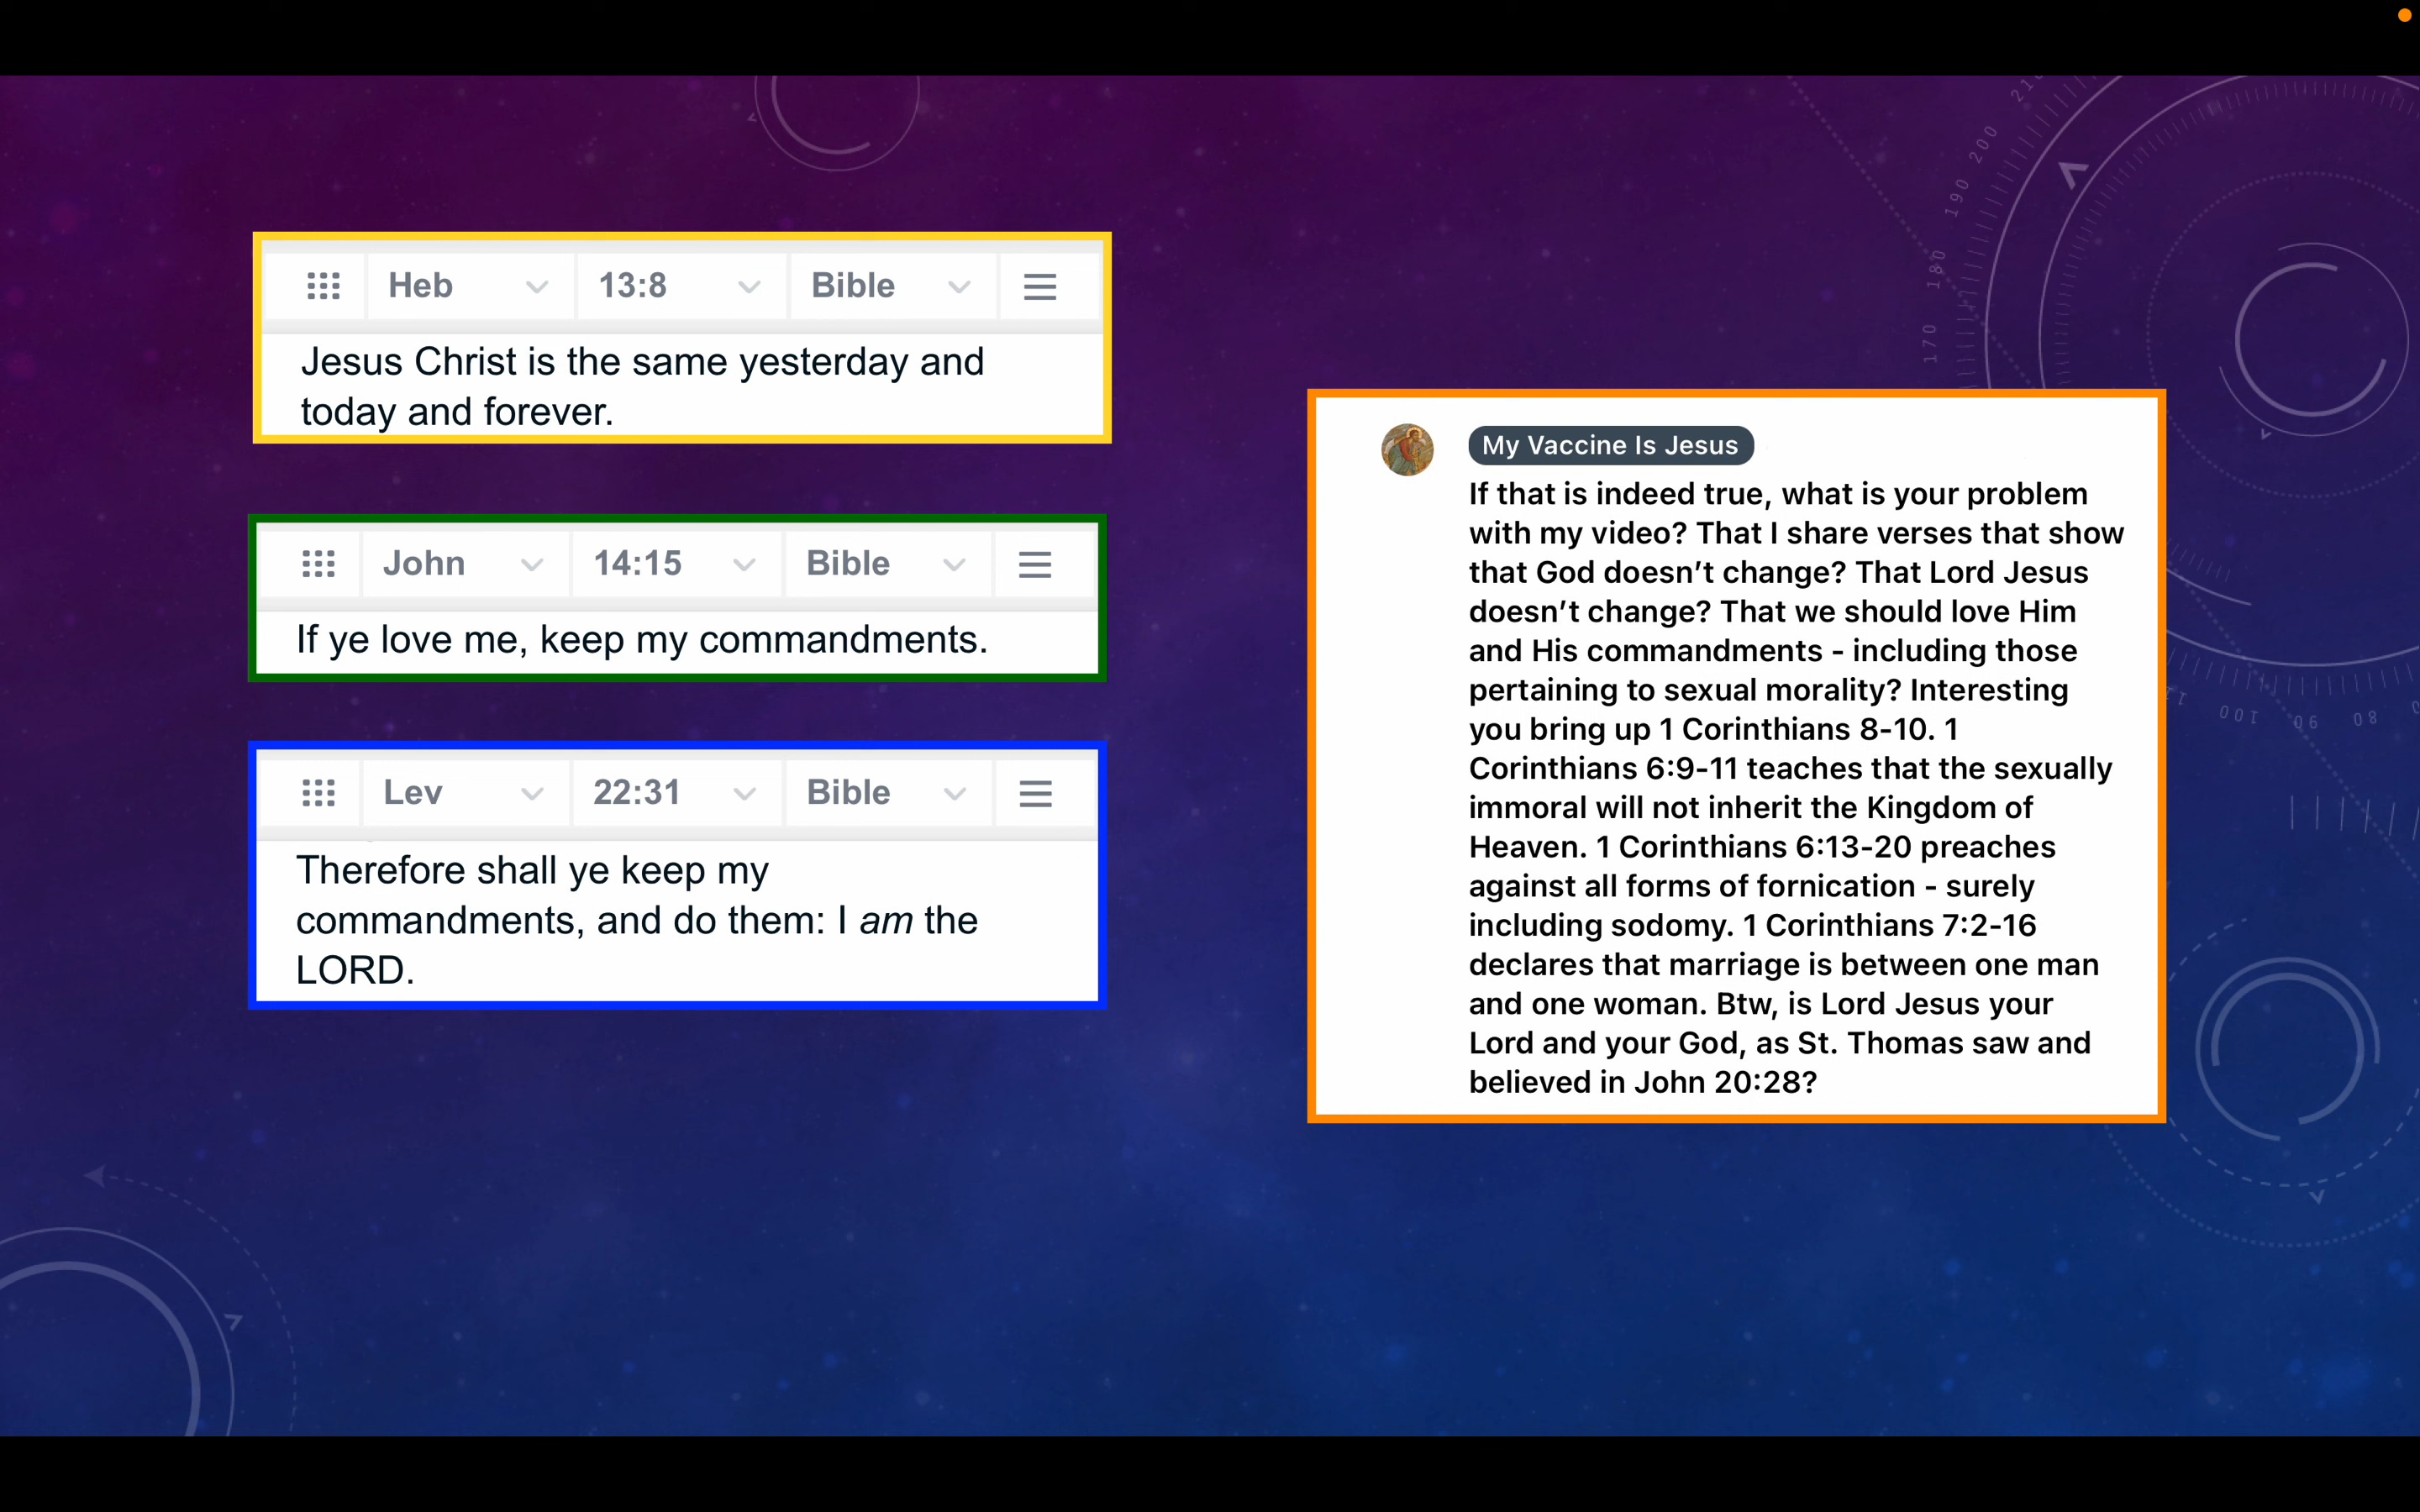 Heb 13:8 Bible
Jesus Christ is the same yesterday and
today and forever.
John 14:15 Bible
If ye love me, keep my commandments.
Lev 22:31 Bible
Therefore shall ye keep my
commandments, and do them: I am the
LORD.
My Vaccine Is Jesus
If that is indeed true, what is your problem
with my video? That I share verses that show
that God doesn’t change? That Lord Jesus
doesn’t change? That we should love Him
and His commandments - including those
pertaining to sexual morality? Interesting
you bring up 1 Corinthians 8-10. 1
Corinthians 6:9-11 teaches that the sexually
immoral will not inherit the Kingdom of
Heaven. 1 Corinthians 6:13-20 preaches
against all forms of fornication - surely
including sodomy. 1 Corinthians 7:2-16
declares that marriage is between one man
and one woman. Btw, is Lord Jesus your
Lord and your God, as St. Thomas saw and
believed in John 20:28?
200
190
180
170
100
90
80